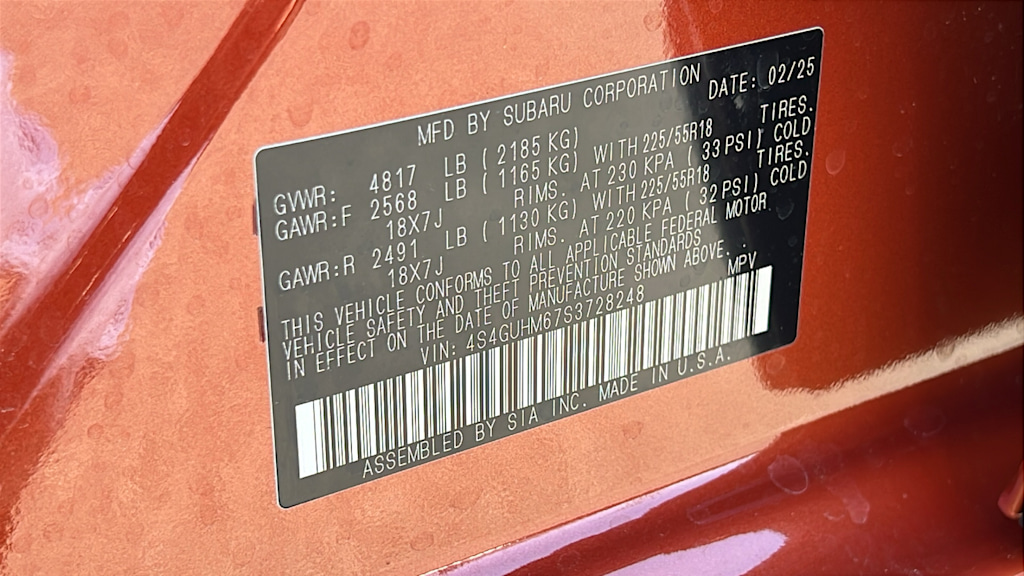 MFD BY SUBARU CORPORATION DATE: 02/25
GVWR: 4817 LB ( 2185 KG)
GAWR:F 2568 LB ( 1165 KG) WITH 225/55R18 TIRES.
18X7J RIMS. AT 230 KPA ( 33 PSI) COLD
GAWR:R 2491 LB ( 1130 KG) WITH 225/55R18 TIRES.
18X7J RIMS. AT 220 KPA ( 32 PSI) COLD
THIS VEHICLE CONFORMS TO ALL APPLICABLE FEDERAL MOTOR
VEHICLE SAFETY AND THEFT PREVENTION STANDARDS
IN EFFECT ON THE DATE OF MANUFACTURE SHOWN ABOVE.
VIN: 4S4GUHM67S3728248 MPV
ASSEMBLED BY SIA INC. MADE IN U.S.A.